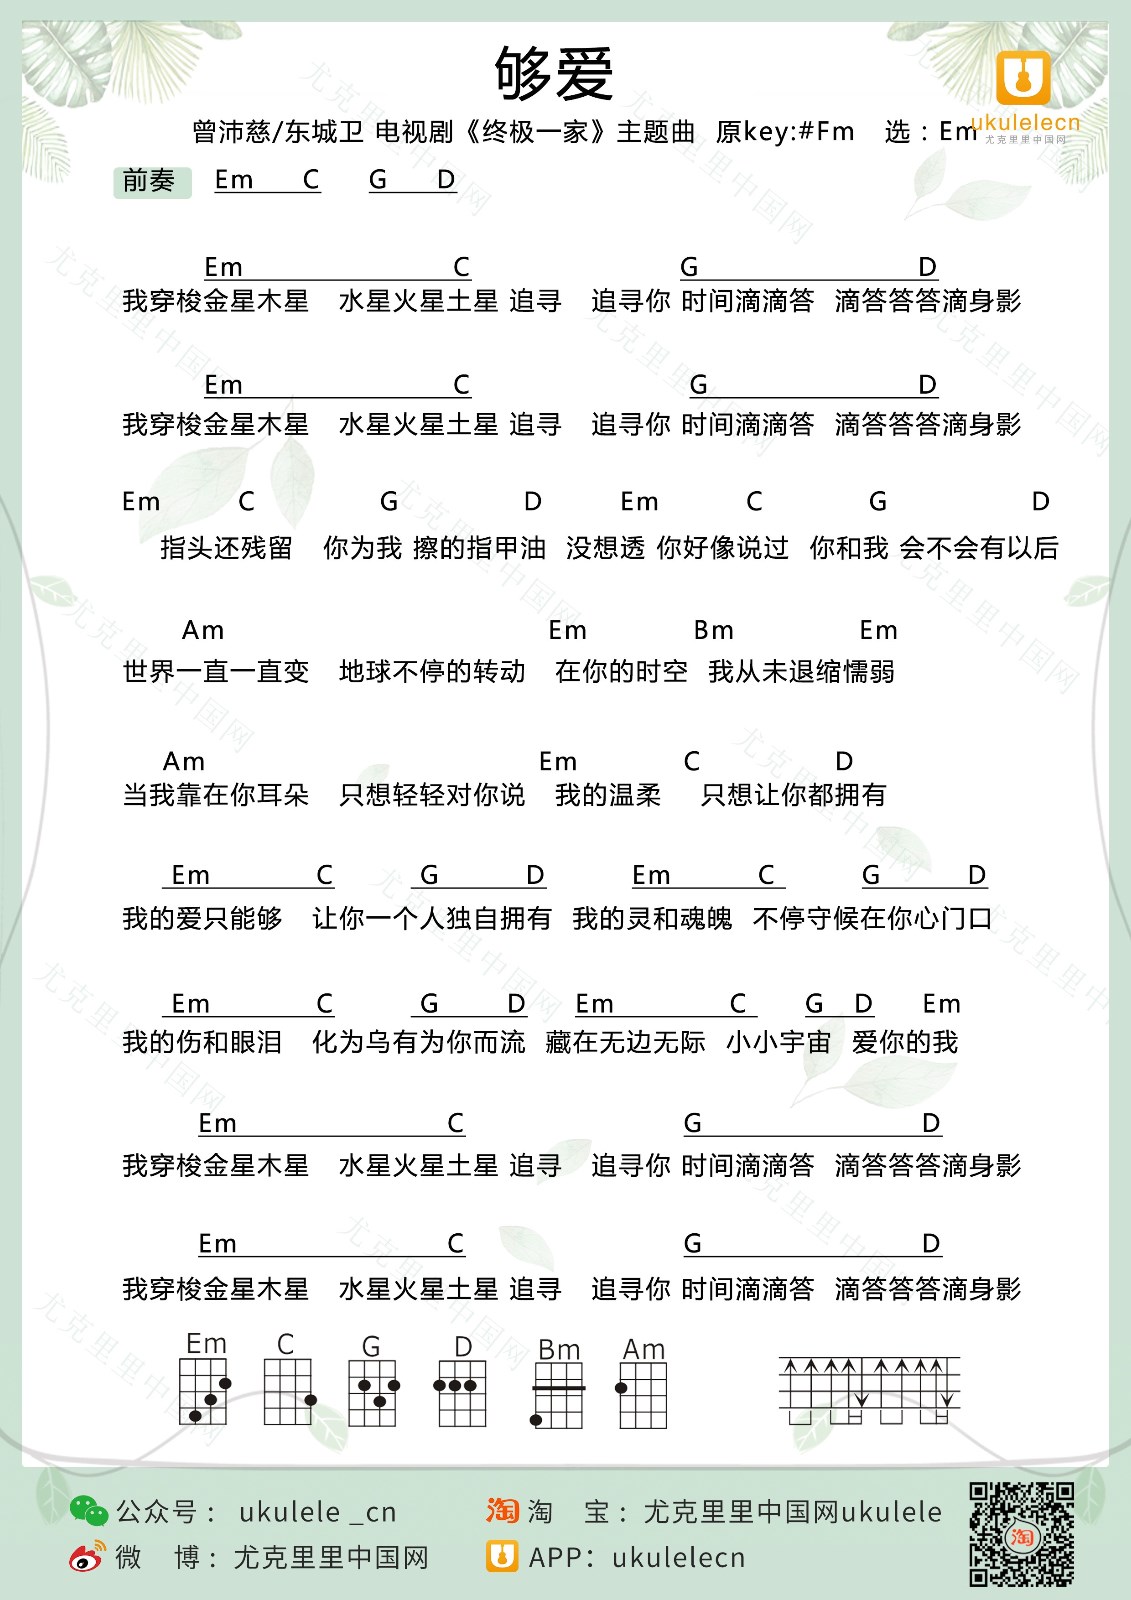 够爱
曾沛慈/东城卫 电视剧《终极一家》主题曲 原key:#Fm 选：Em
ukulelecn
尤克里里中国网
前奏 Em C G D
Em C G D
我穿梭金星木星 水星火星土星 追寻 追寻你 时间滴滴答 滴答答答滴身影
Em C G D
我穿梭金星木星 水星火星土星 追寻 追寻你 时间滴滴答 滴答答答滴身影
Em C G D Em C G D
指头还残留 你为我 擦的指甲油 没想透 你好像说过 你和我 会不会有以后
Am Em Bm Em
世界一直一直变 地球不停的转动 在你的时空 我从未退缩懦弱
Am Em C D
当我靠在你耳朵 只想轻轻对你说 我的温柔 只想让你都拥有
Em C G D Em C G D
我的爱只能够 让你一个人独自拥有 我的灵和魂魄 不停守候在你心门口
Em C G D Em C G D Em
我的伤和眼泪 化为乌有为你而流 藏在无边无际 小小宇宙 爱你的我
Em C G D
我穿梭金星木星 水星火星土星 追寻 追寻你 时间滴滴答 滴答答答滴身影
Em C G D
我穿梭金星木星 水星火星土星 追寻 追寻你 时间滴滴答 滴答答答滴身影
Em C G D Bm Am
公众号： ukulele _cn
淘 淘 宝：尤克里里中国网ukulele
微 博：尤克里里中国网
APP：ukulelecn
淘